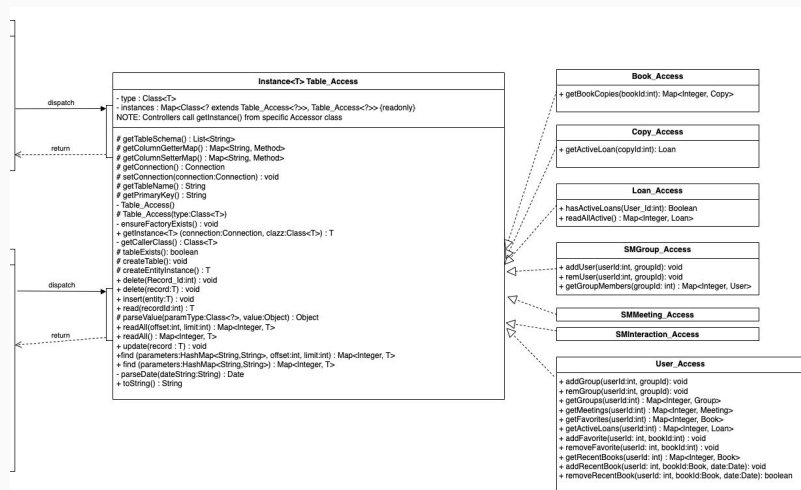 dispatch
return
dispatch
return
Instance<T> Table_Access
- type : Class<T>
- instances : Map<Class<? extends Table_Access<?>>, Table_Access<?>> {readonly}
NOTE: Controllers call getInstance() from specific Accessor class
# getTableSchema() : List<String>
# getColumnGetterMap() : Map<String, Method>
# getColumnSetterMap() : Map<String, Method>
# getConnection() : Connection
# setConnection(connection:Connection) : void
# getTableName() : String
# getPrimaryKey() : String
- Table_Access()
# Table_Access(type:Class<T>)
- ensureFactoryExists() : void
+ getInstance<T> (connection:Connection, clazz:Class<T>) : T
- getCallerClass() : Class<T>
# tableExists(): boolean
# createTable(): void
# createEntityInstance() : T
+ delete(Record_Id:int)
+ delete(record:T) : void
+ insert(entity:T) : void
+ read(recordId:int) : T
# parseValue(paramType:Class<?>, value:Object) : Object
+ readAll(offset:int, limit:int) : Map<Integer, T>
+ readAll() : Map<Integer, T>
+ update(record : T) : void
+find (parameters:HashMap<String,String>, offset:int, limit:int) : Map<Integer, T>
+ find (parameters:HashMap<String,String>) : Map<Integer, T>
- parseDate(dateString:String) : Date
+ toString() : String
Book_Access
+ getBookCopies(bookId:int): Map<Integer, Copy>
Copy_Access
+ getActiveLoan(copyId:int): Loan
Loan_Access
+ hasActiveLoans(User_Id:int): Boolean
+ readAllActive() : Map<Integer, Loan>
SMGroup_Access
+ addUser(userId:int, groupId): void
+ remUser(userId:int, groupId): void
+ getGroupMembers(groupId: int) : Map<Integer, User>
SMMeeting_Access
SMInteraction_Access
User_Access
+ addGroup(userId:int, groupId): void
+ remGroup(userId:int, groupId): void
+ getGroups(userId:int) : Map<Integer, Group>
+ getMeetings(userId:int) : Map<Integer, Meeting>
+ getFavorites(userId:int) : Map<Integer, Book>
+ getActiveLoans(userId:int) : Map<Integer, Loan>
+ addFavorite(userId: int, bookId:int) : void
+ removeFavorite(userId: int, bookId:int) : void
+ getRecentBooks(userId: int) : Map<Integer, Book>
+ addRecentBook(userId: int, bookId:Book, date:Date) : void
+ removeRecentBook(userId: int, bookId:Book, date:Date) : boolean